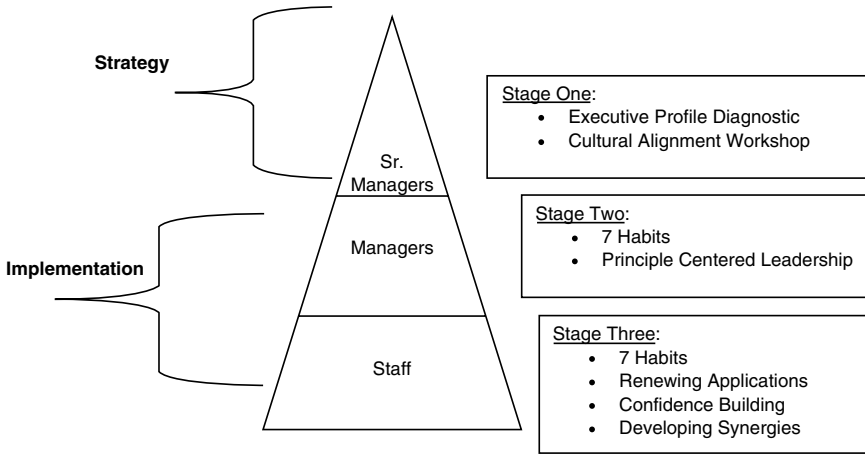 Strategy
Stage One:
• Executive Profile Diagnostic
• Cultural Alignment Workshop
Sr.
Managers
Stage Two:
• 7 Habits
• Principle Centered Leadership
Managers
Implementation
Stage Three:
• 7 Habits
• Renewing Applications
• Confidence Building
• Developing Synergies
Staff